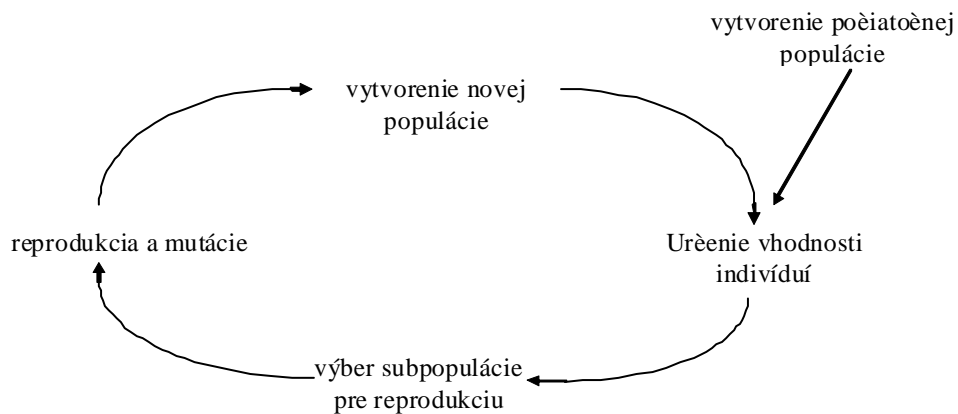 vytvorenie poèiatoènej
populácie
vytvorenie novej
populácie
reprodukcia a mutácie
Urèenie vhodnosti
indivíduí
výber subpopulácie
pre reprodukciu